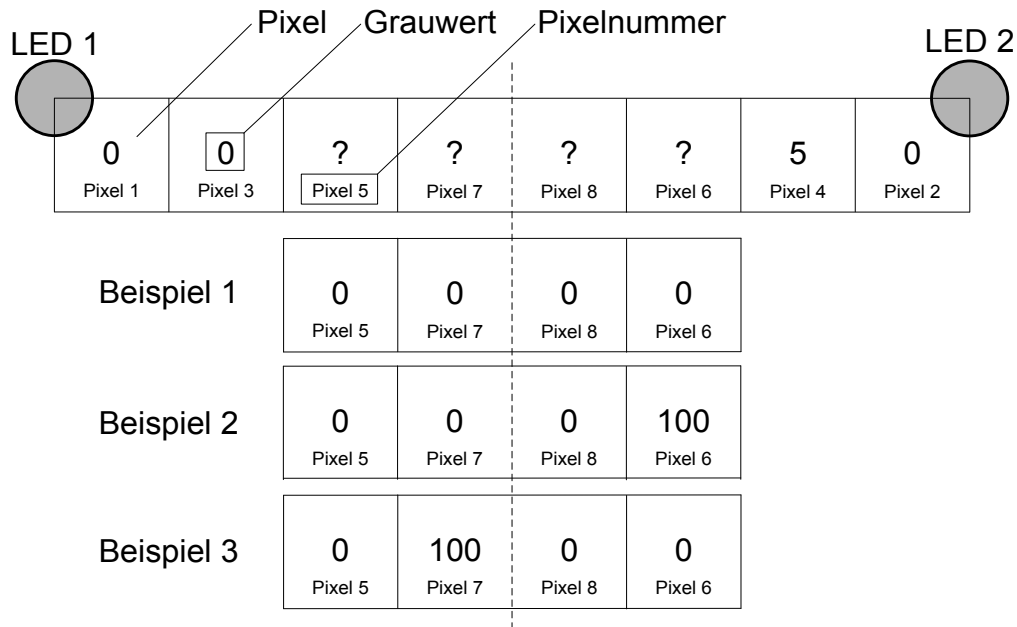 Pixel Grauwert Pixelnummer
LED 1 LED 2
0 0 ? ? ? ? 5 0
Pixel 1 Pixel 3 Pixel 5 Pixel 7 Pixel 8 Pixel 6 Pixel 4 Pixel 2
Beispiel 1 0 0 0 0
Pixel 5 Pixel 7 Pixel 8 Pixel 6
Beispiel 2 0 0 0 100
Pixel 5 Pixel 7 Pixel 8 Pixel 6
Beispiel 3 0 100 0 0
Pixel 5 Pixel 7 Pixel 8 Pixel 6